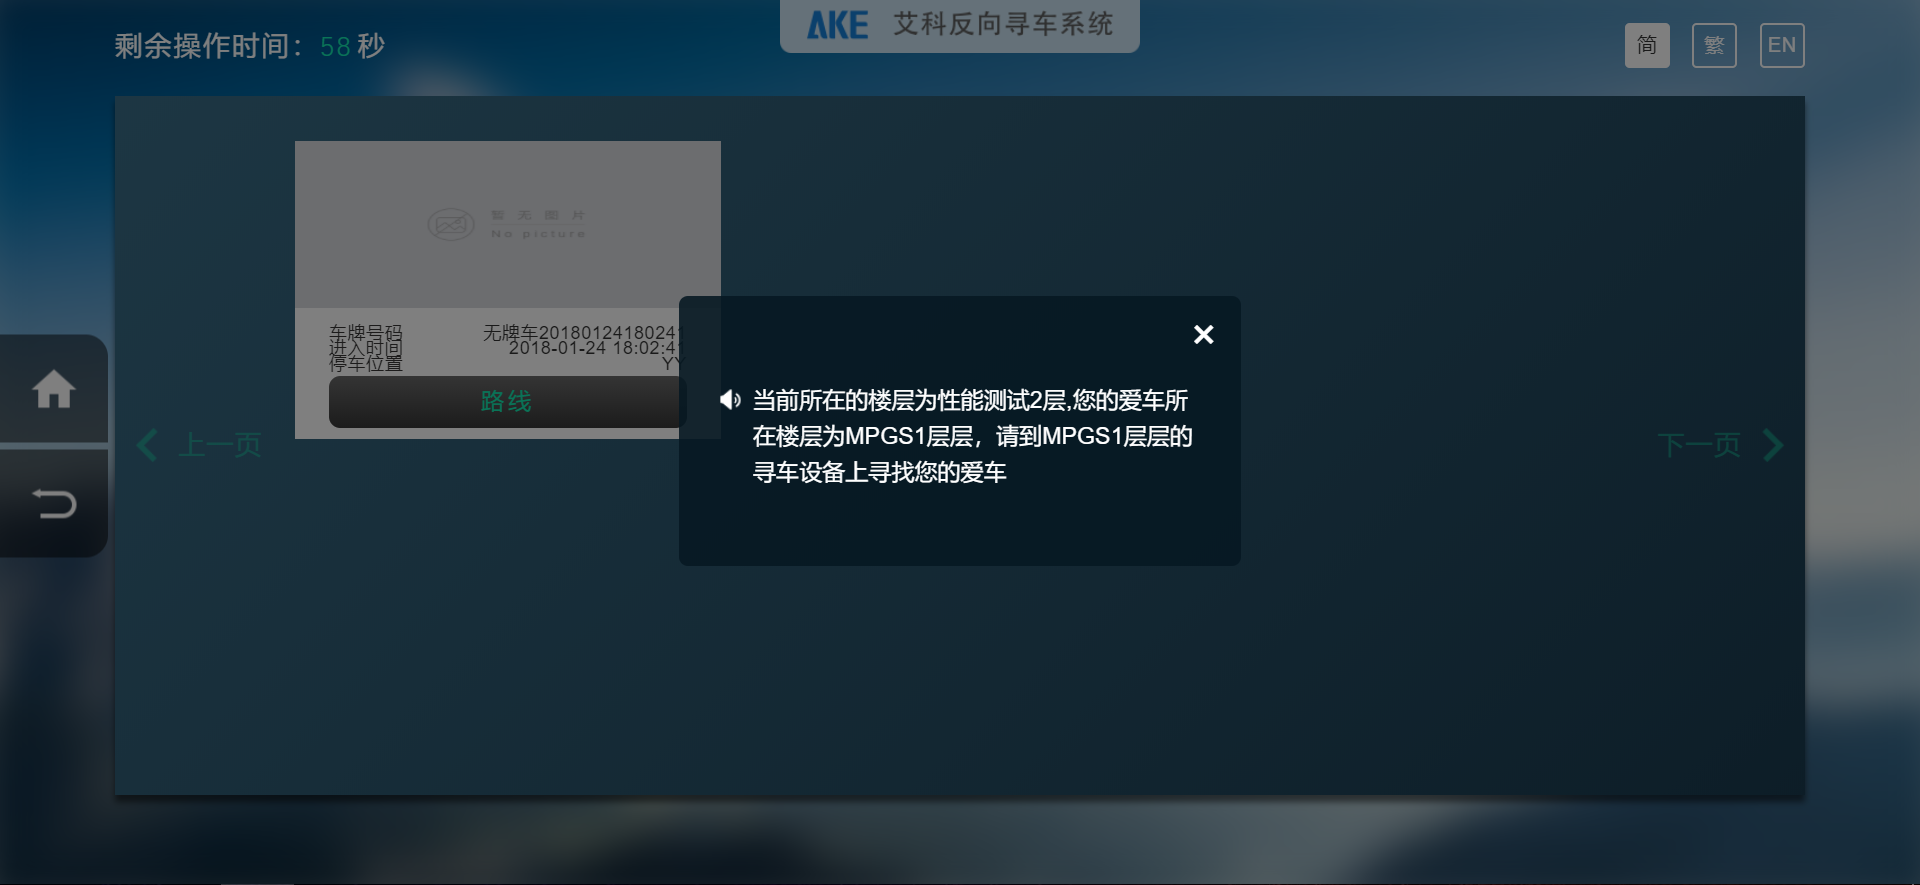 剩余操作时间：58 秒
AKE 艾科反向寻车系统
简 繁 EN
暂无图片
No picture
车牌号码 无牌车20180124180241
进入时间 2018-01-24 18:02:41
停车位置 YY
路线
上一页
下一页
当前所在的楼层为性能测试2层,您的爱车所
在楼层为MPGS1层层，请到MPGS1层层的
寻车设备上寻找您的爱车